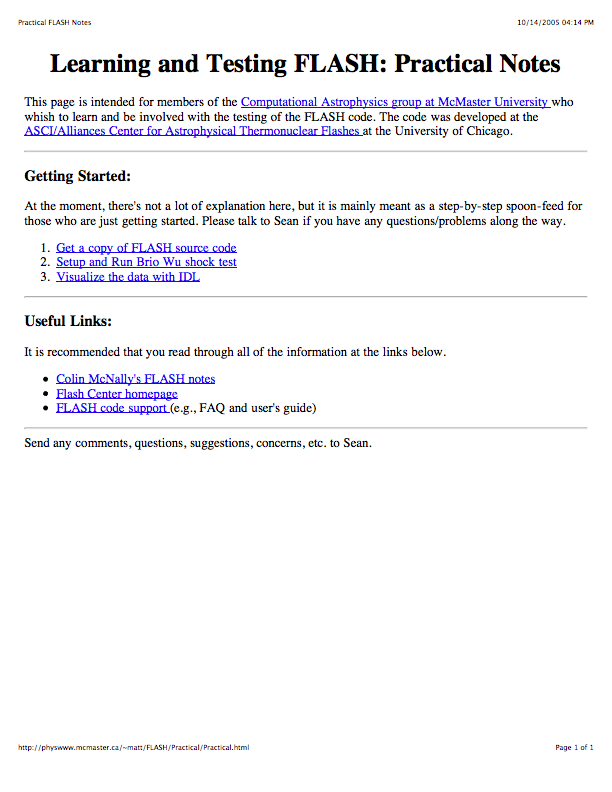 Practical FLASH Notes 10/14/2005 04:14 PM
Learning and Testing FLASH: Practical Notes
This page is intended for members of the Computational Astrophysics group at McMaster University who
whish to learn and be involved with the testing of the FLASH code. The code was developed at the
ASCI/Alliances Center for Astrophysical Thermonuclear Flashes at the University of Chicago.
Getting Started:
At the moment, there's not a lot of explanation here, but it is mainly meant as a step-by-step spoon-feed for
those who are just getting started. Please talk to Sean if you have any questions/problems along the way.
1. Get a copy of FLASH source code
2. Setup and Run Brio Wu shock test
3. Visualize the data with IDL
Useful Links:
It is recommended that you read through all of the information at the links below.
• Colin McNally's FLASH notes
• Flash Center homepage
• FLASH code support (e.g., FAQ and user's guide)
Send any comments, questions, suggestions, concerns, etc. to Sean.
http://physwww.mcmaster.ca/~matt/FLASH/Practical/Practical.html Page 1 of 1